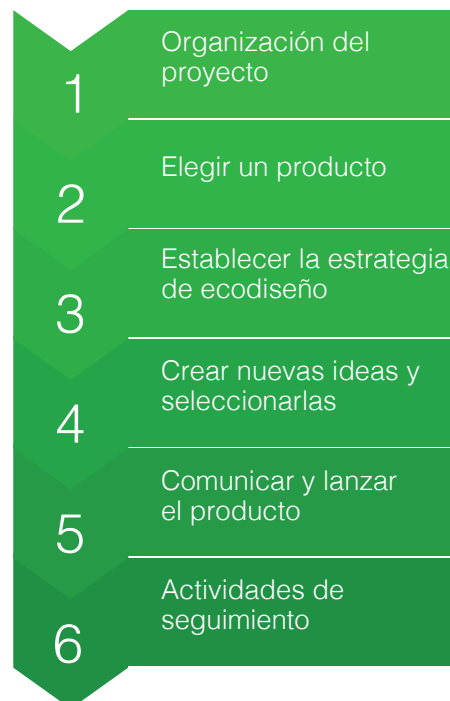 1
Organización del
proyecto
2
Elegir un producto
3
Establecer la estrategia
de ecodiseño
4
Crear nuevas ideas y
seleccionarlas
5
Comunicar y lanzar
el producto
6
Actividades de
seguimiento